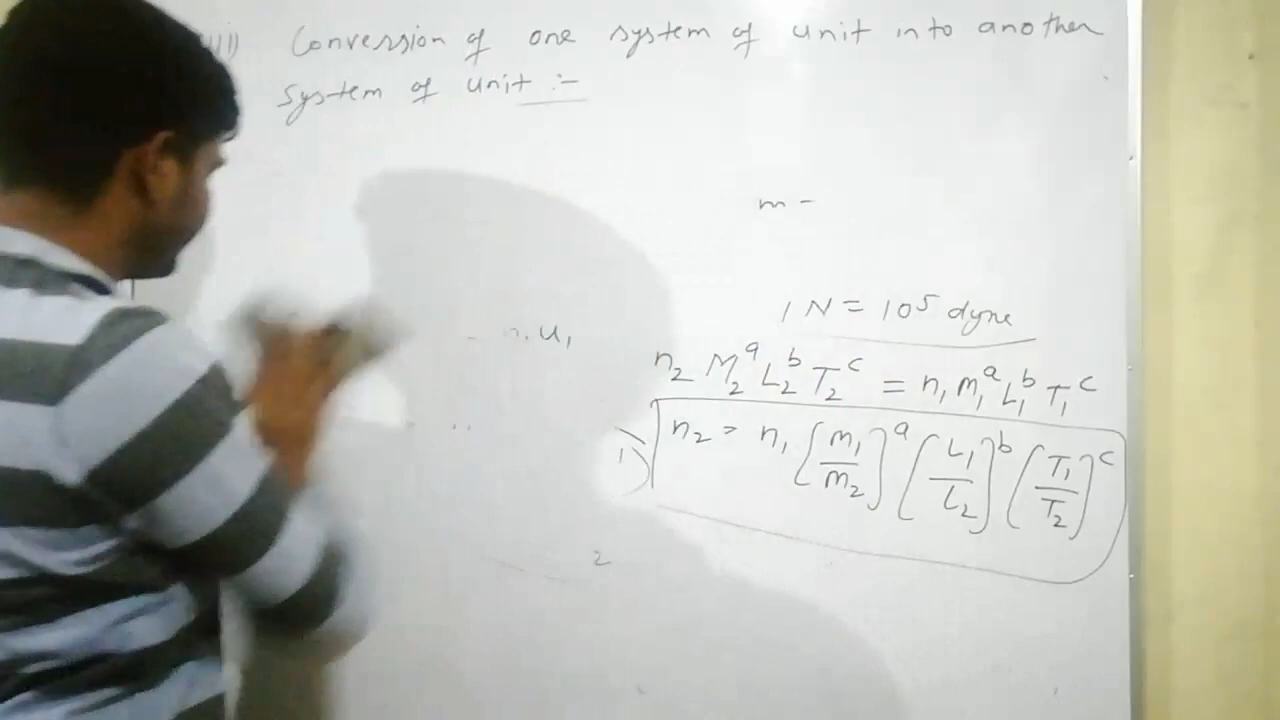 III) Conversion of one system of unit into another
system of unit :-
m -
1 N = 10⁵ dyne
n. u₁
n₂ M₂ᵃ L₂ᵇ T₂ᶜ = n₁ M₁ᵃ L₁ᵇ T₁ᶜ
n₂ = n₁ [M₁/M₂]ᵃ [L₁/L₂]ᵇ [T₁/T₂]ᶜ
2